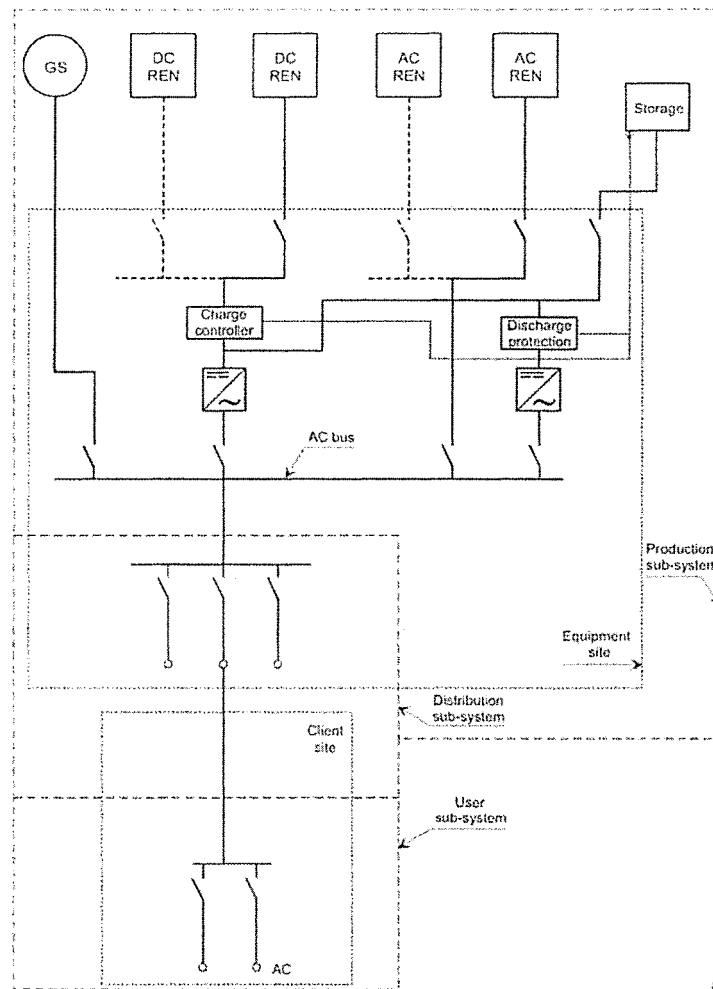 GS
DC
REN
DC
REN
AC
REN
AC
REN
Storage
Charge
controller
Discharge
protection
AC bus
Production
sub-system
Equipment
site
Distribution
sub-system
Client
site
User
sub-system
AC